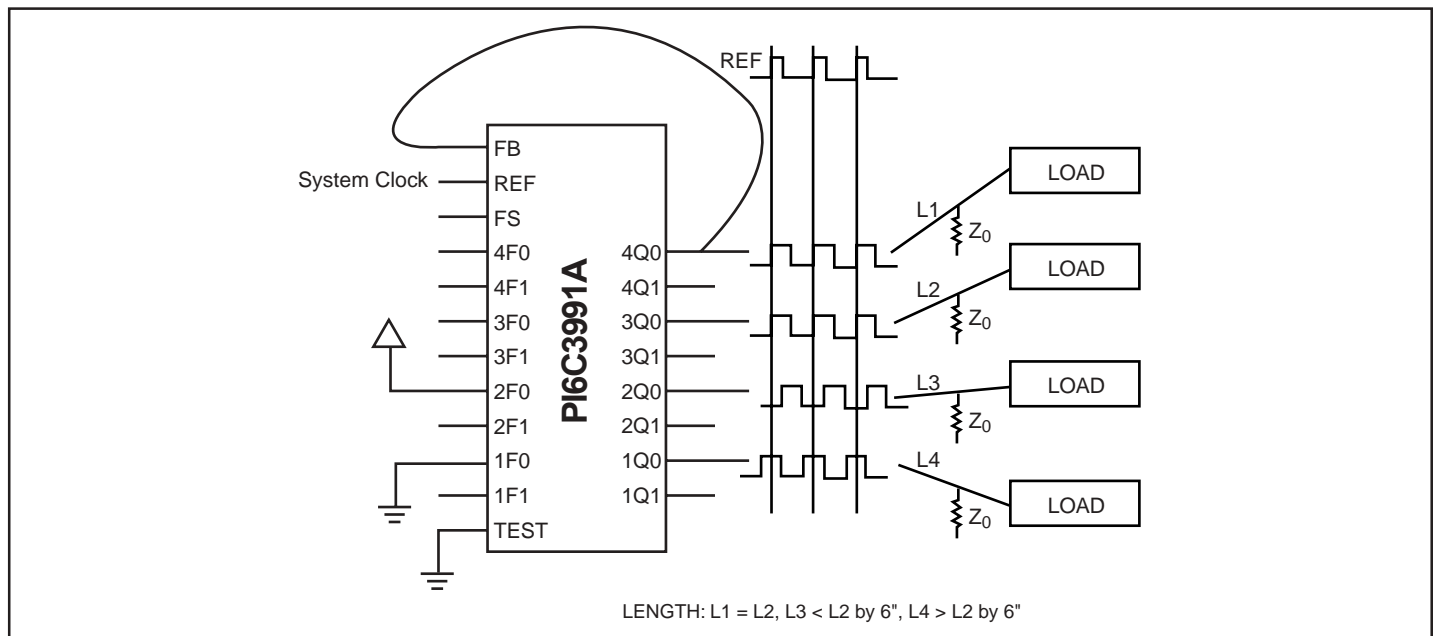 REF
FB
System Clock
REF
FS
4F0
4F1
3F0
3F1
2F0
2F1
1F0
1F1
TEST
PI6C3991A
4Q0
4Q1
3Q0
3Q1
2Q0
2Q1
1Q0
1Q1
L1
Z0
LOAD
L2
Z0
LOAD
L3
Z0
LOAD
L4
Z0
LOAD
LENGTH: L1 = L2, L3 < L2 by 6", L4 > L2 by 6"